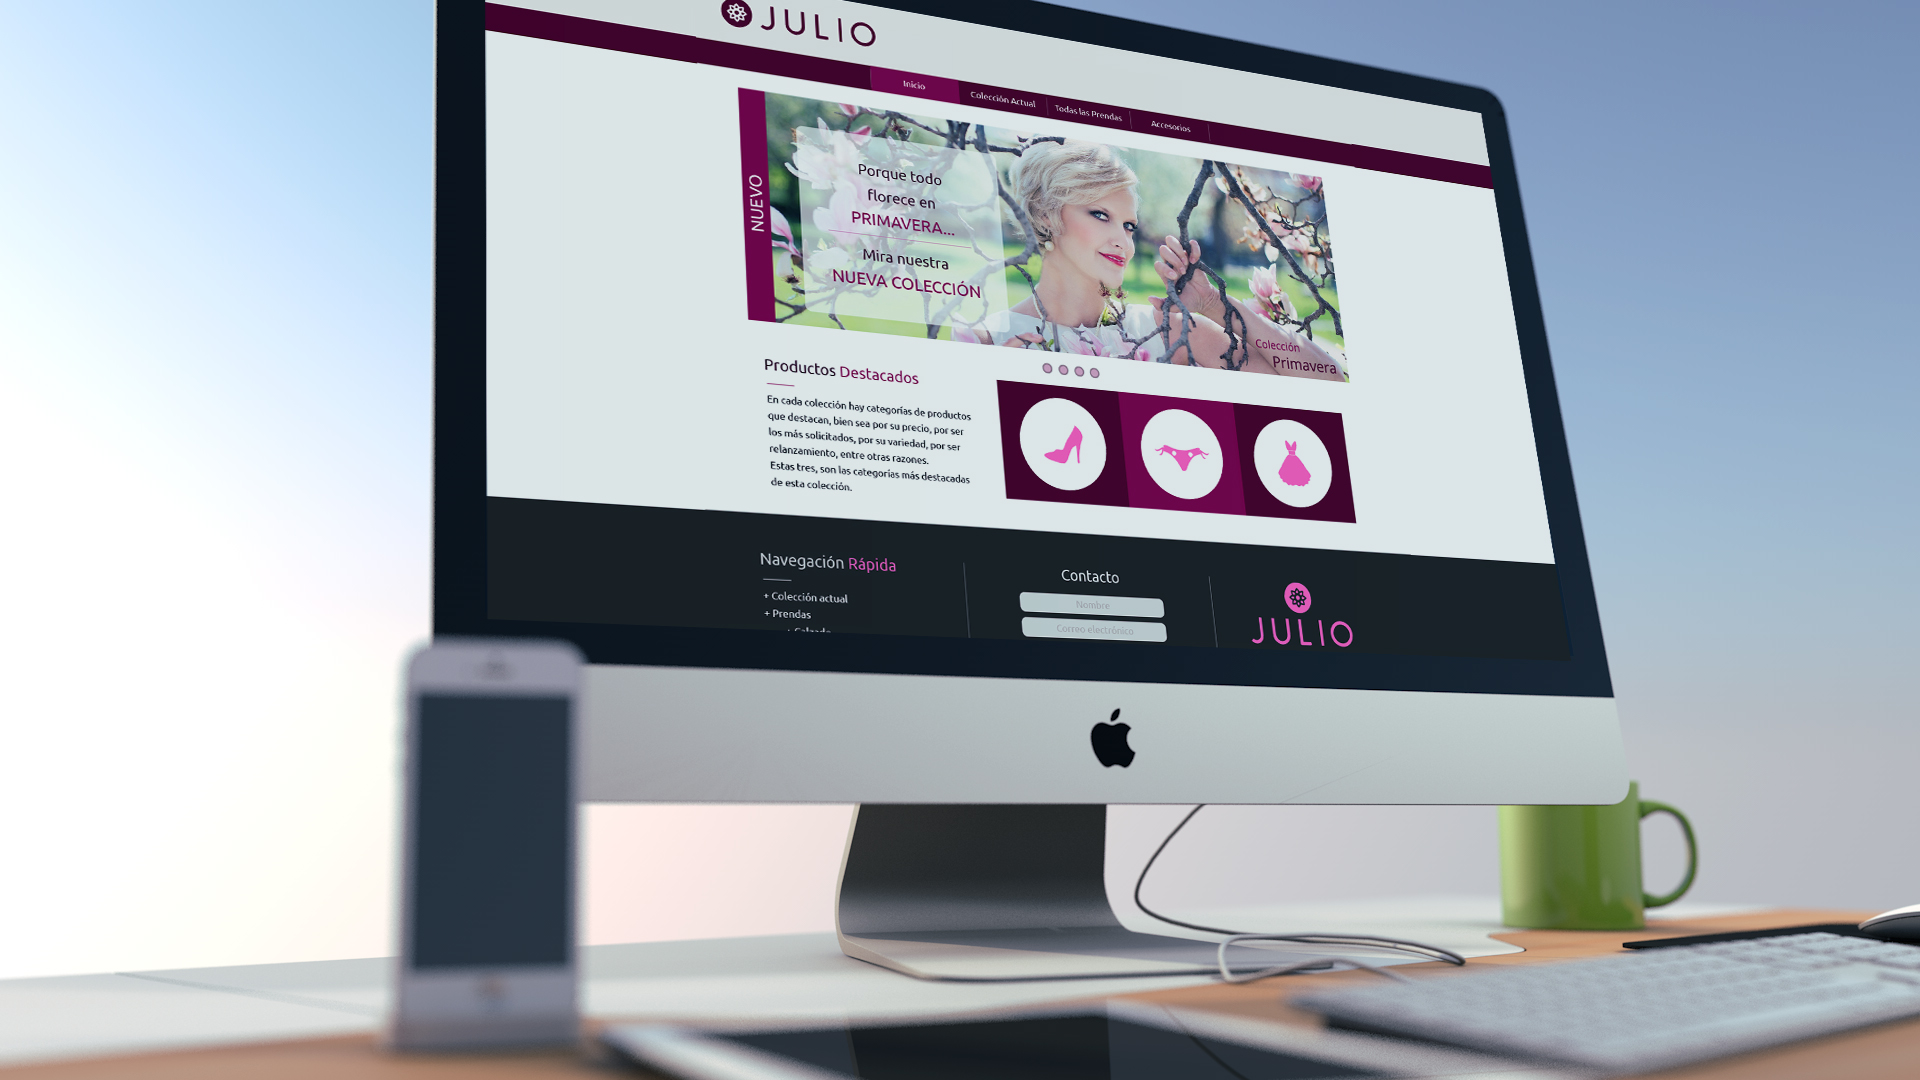 JULIO
Inicio
Colección Actual
Todas las Prendas
Accesorios
NUEVO
Porque todo
florece en
PRIMAVERA...
Mira nuestra
NUEVA COLECCIÓN
Colección
Primavera
Productos Destacados
En cada colección hay categorías de productos
que destacan, bien sea por su precio, por ser
los más solicitados, por su variedad, por ser
relanzamiento, entre otras razones.
Estas tres, son las categorías más destacadas
de esta colección.
Navegación Rápida
+ Colección actual
+ Prendas
+ Calzado
Contacto
Nombre
Correo electrónico
JULIO